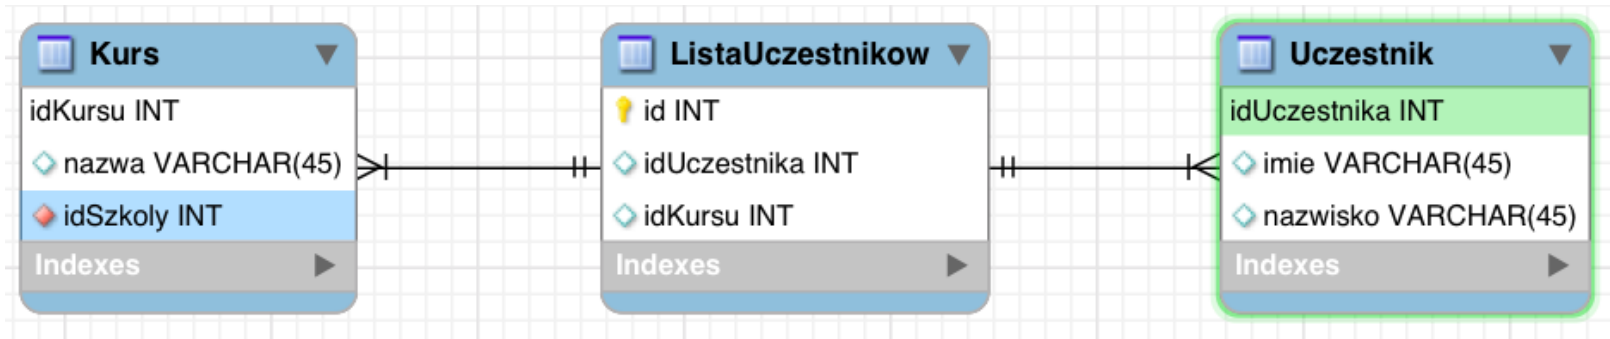 Kurs
idKursu INT
nazwa VARCHAR(45)
idSzkoly INT
Indexes
ListaUczestnikow
id INT
idUczestnika INT
idKursu INT
Indexes
Uczestnik
idUczestnika INT
imie VARCHAR(45)
nazwisko VARCHAR(45)
Indexes